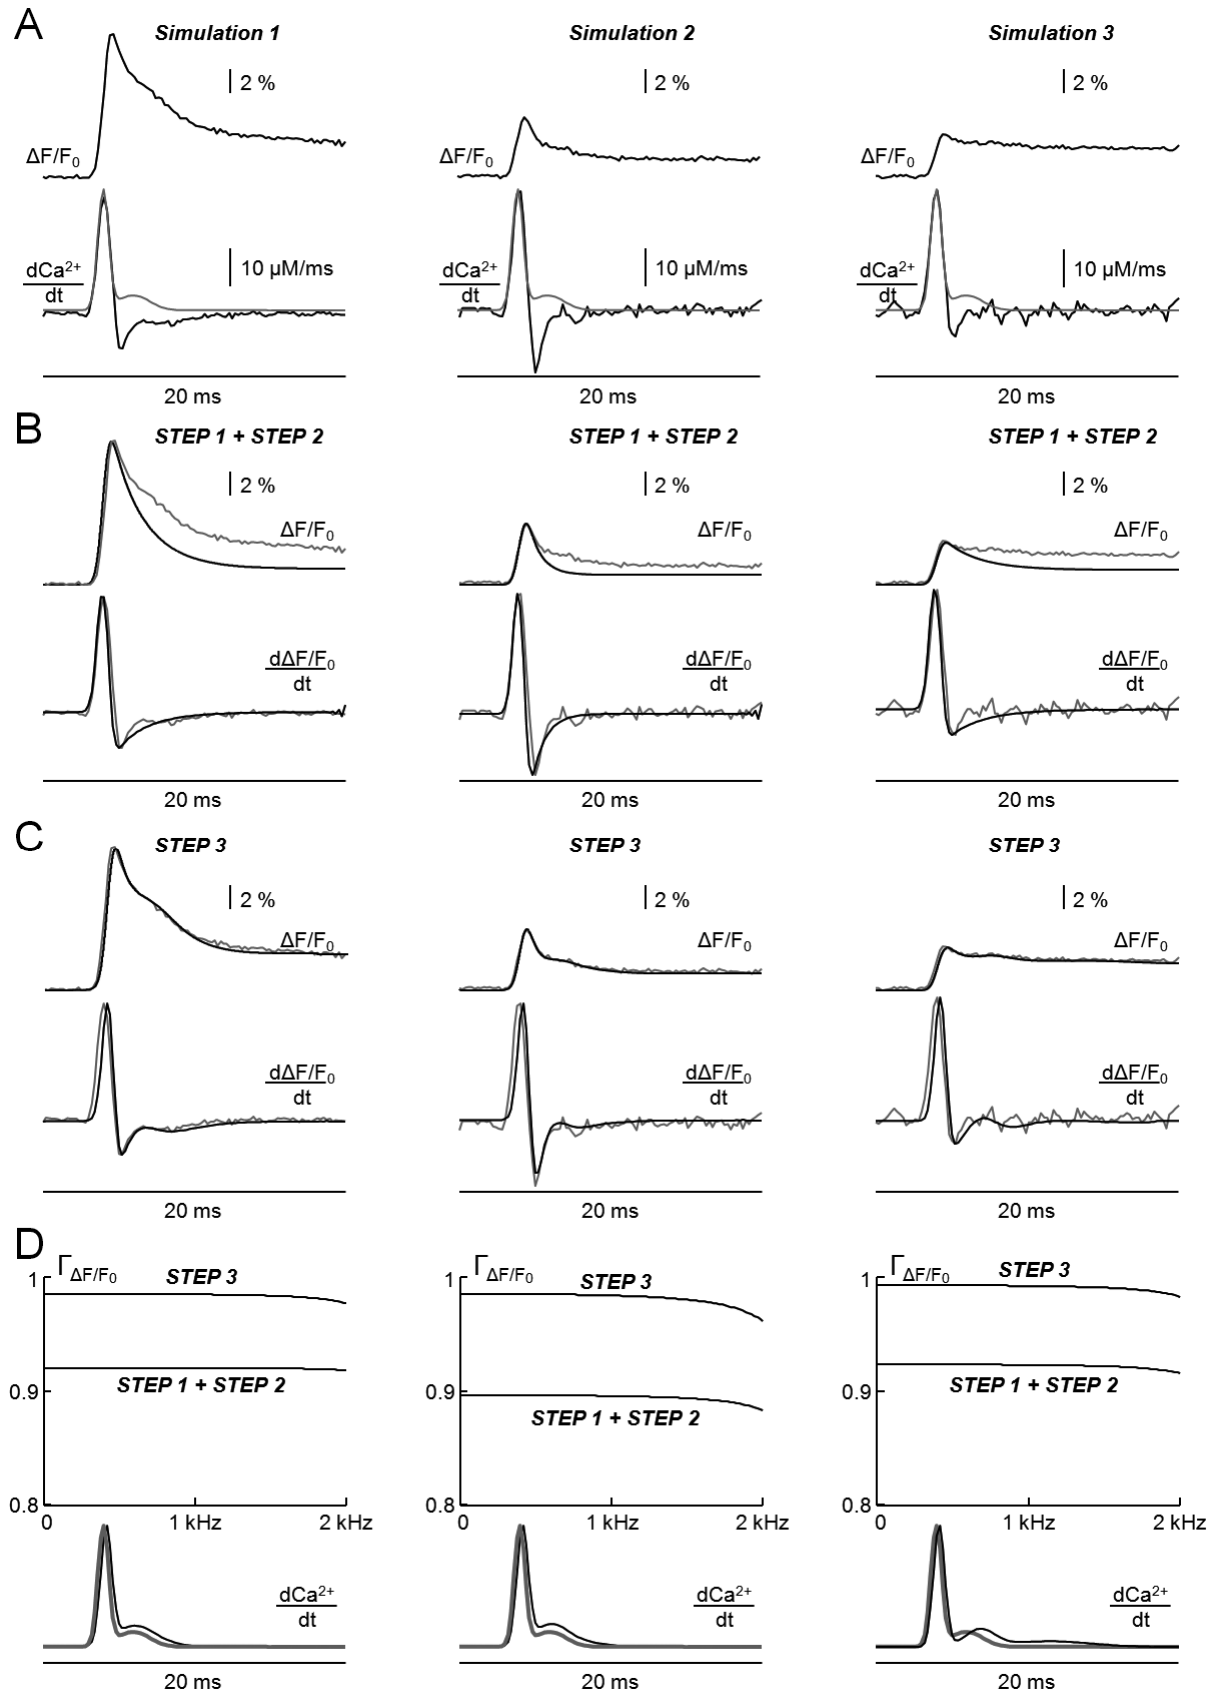 A
Simulation 1
Simulation 2
Simulation 3
2 %
2 %
2 %
ΔF/F₀
ΔF/F₀
ΔF/F₀
dCa²⁺
dt
10 µM/ms
dCa²⁺
dt
10 µM/ms
dCa²⁺
dt
10 µM/ms
20 ms
20 ms
20 ms
B
STEP 1 + STEP 2
STEP 1 + STEP 2
STEP 1 + STEP 2
2 %
2 %
2 %
ΔF/F₀
ΔF/F₀
ΔF/F₀
dΔF/F₀
dt
dΔF/F₀
dt
dΔF/F₀
dt
20 ms
20 ms
20 ms
C
STEP 3
STEP 3
STEP 3
2 %
2 %
2 %
ΔF/F₀
ΔF/F₀
ΔF/F₀
dΔF/F₀
dt
dΔF/F₀
dt
dΔF/F₀
dt
20 ms
20 ms
20 ms
D
1
Γ ΔF/F₀
STEP 3
1
Γ ΔF/F₀
STEP 3
1
Γ ΔF/F₀
STEP 3
0.9
STEP 1 + STEP 2
0.9
STEP 1 + STEP 2
0.9
STEP 1 + STEP 2
0.8
0.8
0.8
0
1 kHz
2 kHz
0
1 kHz
2 kHz
0
1 kHz
2 kHz
dCa²⁺
dt
dCa²⁺
dt
dCa²⁺
dt
20 ms
20 ms
20 ms